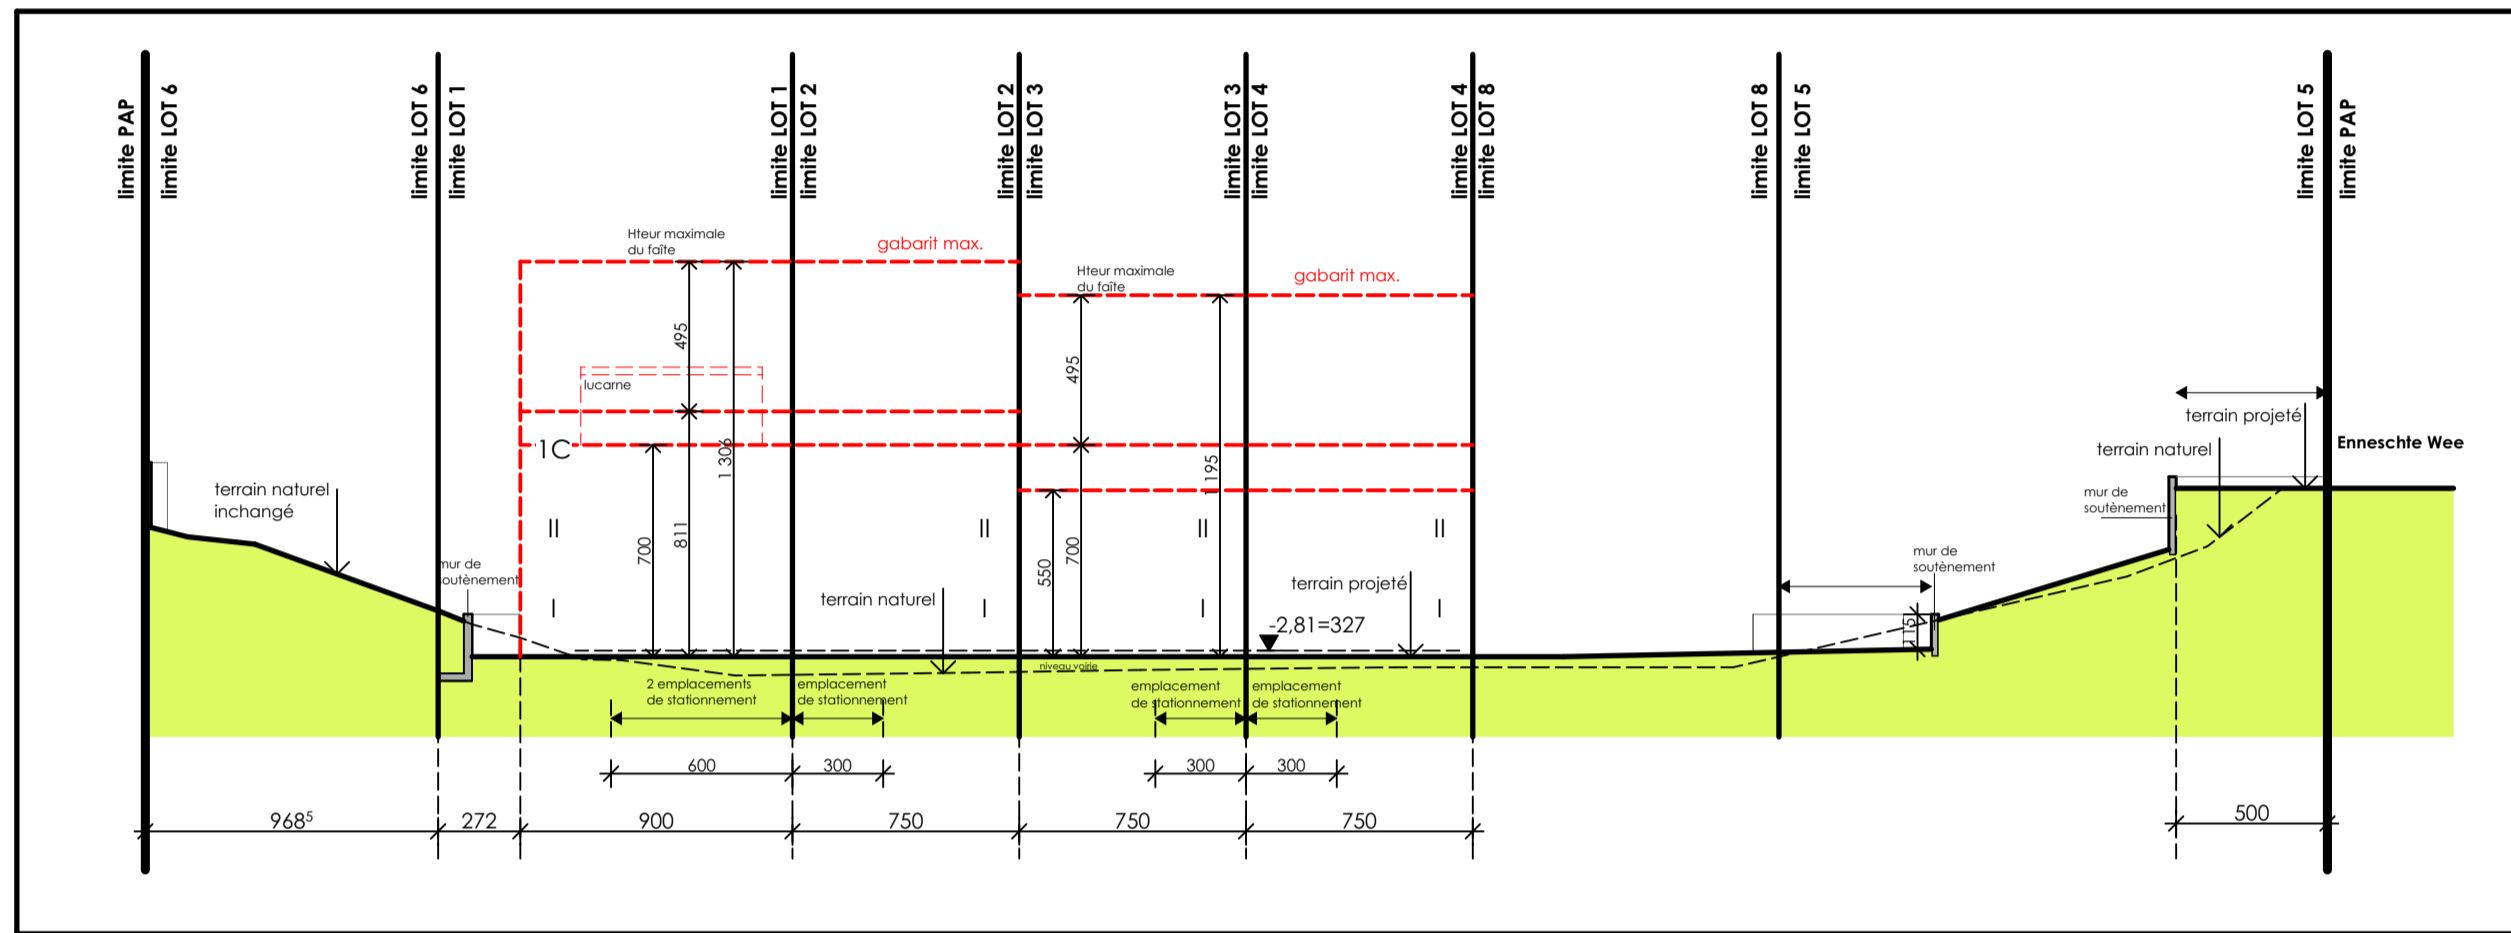 limite PAP
limite LOT 6
limite LOT 6
limite LOT 1
limite LOT 1
limite LOT 2
limite LOT 2
limite LOT 3
limite LOT 3
limite LOT 4
limite LOT 4
limite LOT 8
limite LOT 8
limite LOT 5
limite LOT 5
limite PAP
Hteur maximale
du faîte
gabarit max.
Hteur maximale
du faîte
gabarit max.
495
lucarne
495
1 306
1C
1 195
terrain projeté
terrain naturel
Enneschte Wee
terrain naturel
inchangé
mur de
soutènement
II
II
II
II
700
811
550
700
mur de
soutènement
mur de
soutènement
I
I
I
I
terrain naturel
terrain projeté
-2,81=327
115
niveau voirie
2 emplacements
de stationnement
emplacement
de stationnement
emplacement
de stationnement
emplacement
de stationnement
600
300
300
300
968⁵
272
900
750
750
750
500